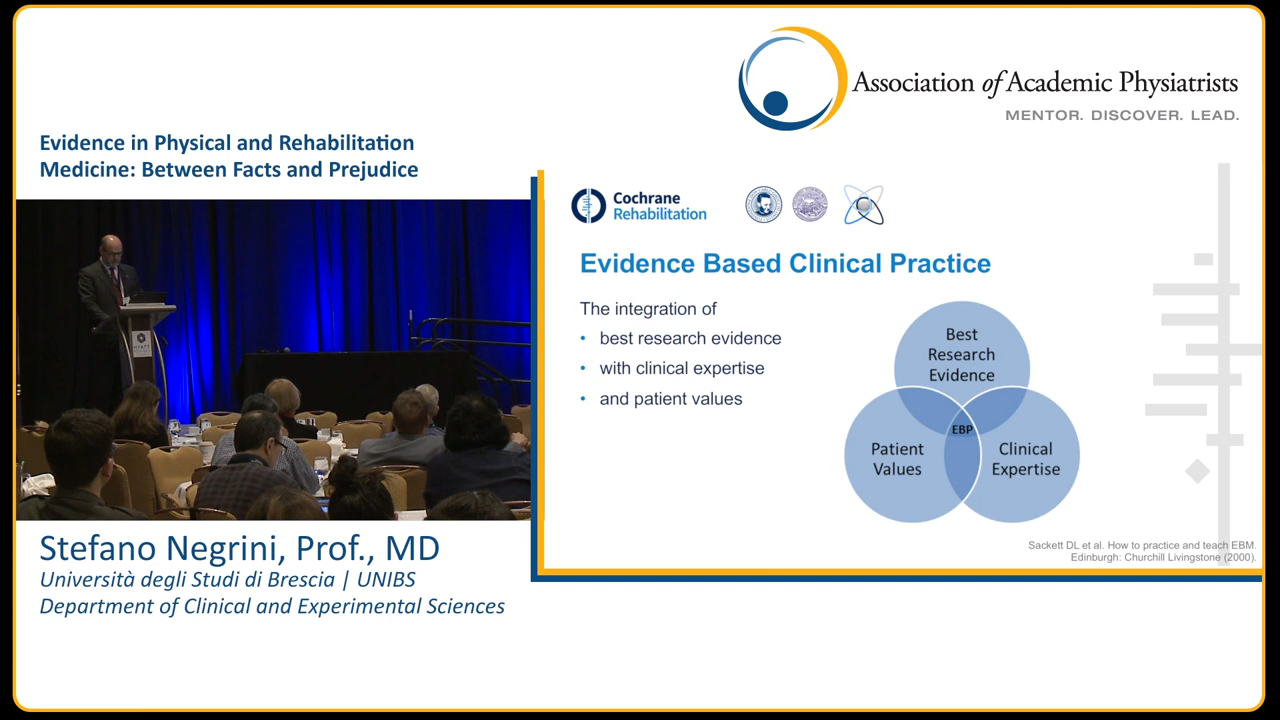 Association of Academic Physiatrists
MENTOR. DISCOVER. LEAD.
Evidence in Physical and Rehabilitation
Medicine: Between Facts and Prejudice
Cochrane
Rehabilitation
Evidence Based Clinical Practice
The integration of
• best research evidence
• with clinical expertise
• and patient values
Best
Research
Evidence
EBP
Patient
Values
Clinical
Expertise
Sackett DL et al. How to practice and teach EBM.
Edinburgh: Churchill Livingstone (2000).
HYATT
Stefano Negrini, Prof., MD
Università degli Studi di Brescia | UNIBS
Department of Clinical and Experimental Sciences